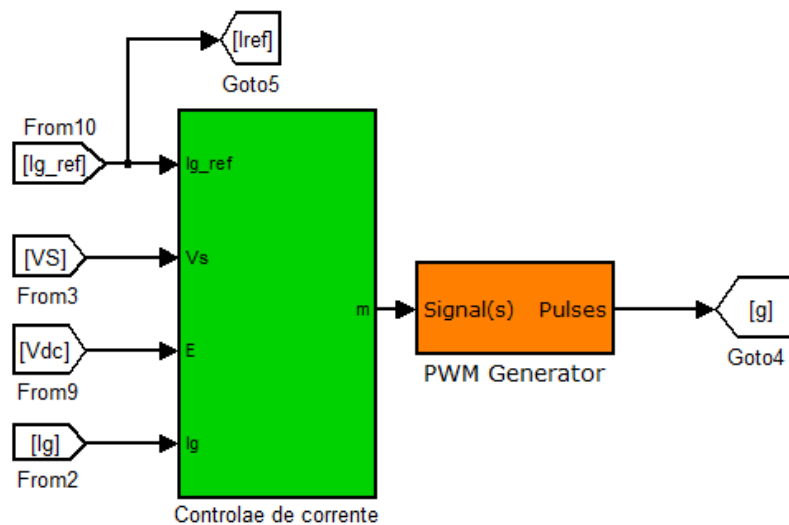 [Iref]
Goto5
From10
[Ig_ref]
Ig_ref
[VS]
Vs
From3
m
Signal(s) Pulses
[g]
PWM Generator
Goto4
[Vdc]
E
From9
[Ig]
Ig
From2
Controlae de corrente